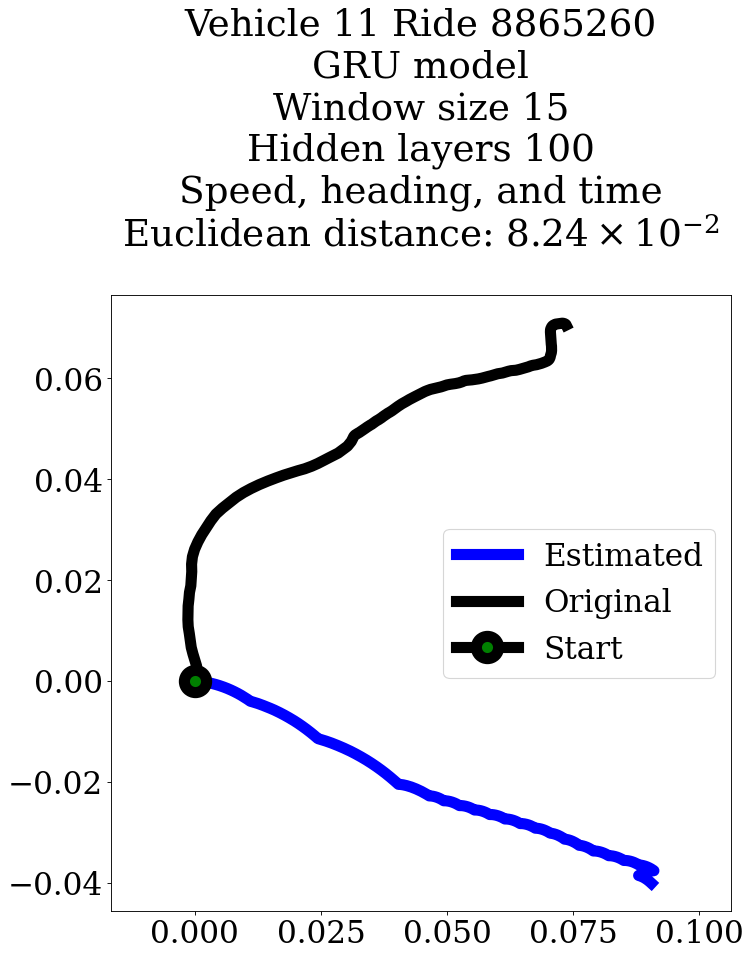 Vehicle 11 Ride 8865260
GRU model
Window size 15
Hidden layers 100
Speed, heading, and time
Euclidean distance: 8.24 × 10⁻²
0.06
0.04
0.02
0.00
−0.02
−0.04
Estimated
Original
Start
0.000 0.025 0.050 0.075 0.100